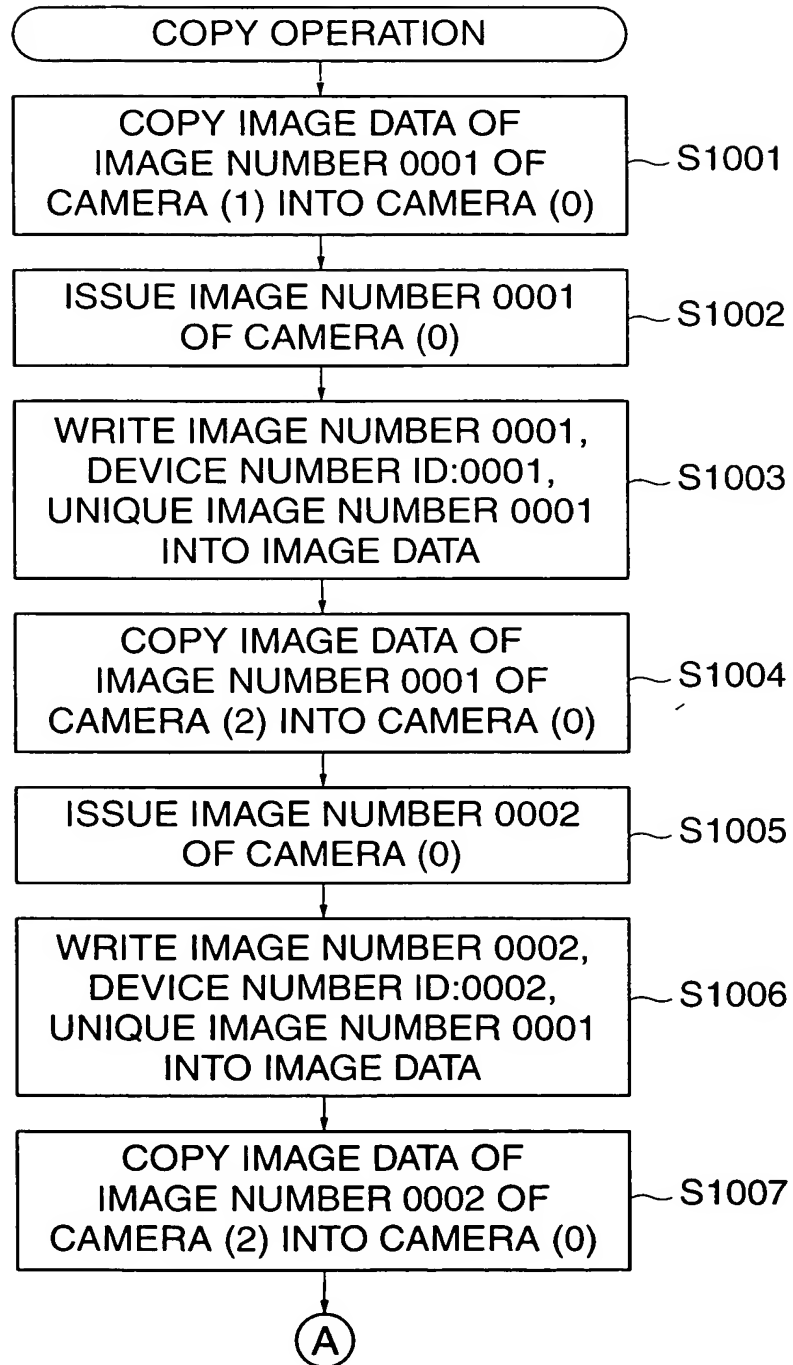 COPY OPERATION
COPY IMAGE DATA OF
IMAGE NUMBER 0001 OF
CAMERA (1) INTO CAMERA (0)
S1001
ISSUE IMAGE NUMBER 0001
OF CAMERA (0)
S1002
WRITE IMAGE NUMBER 0001,
DEVICE NUMBER ID:0001,
UNIQUE IMAGE NUMBER 0001
INTO IMAGE DATA
S1003
COPY IMAGE DATA OF
IMAGE NUMBER 0001 OF
CAMERA (2) INTO CAMERA (0)
S1004
ISSUE IMAGE NUMBER 0002
OF CAMERA (0)
S1005
WRITE IMAGE NUMBER 0002,
DEVICE NUMBER ID:0002,
UNIQUE IMAGE NUMBER 0001
INTO IMAGE DATA
S1006
COPY IMAGE DATA OF
IMAGE NUMBER 0002 OF
CAMERA (2) INTO CAMERA (0)
S1007
A